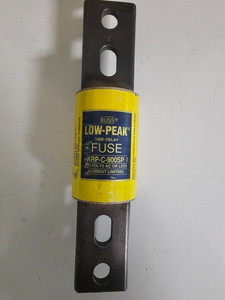 BUSS®
LOW-PEAK®
TIME-DELAY
FUSE
KRP-C-900SP
VOLTS AC OR LESS
CURRENT LIMITING